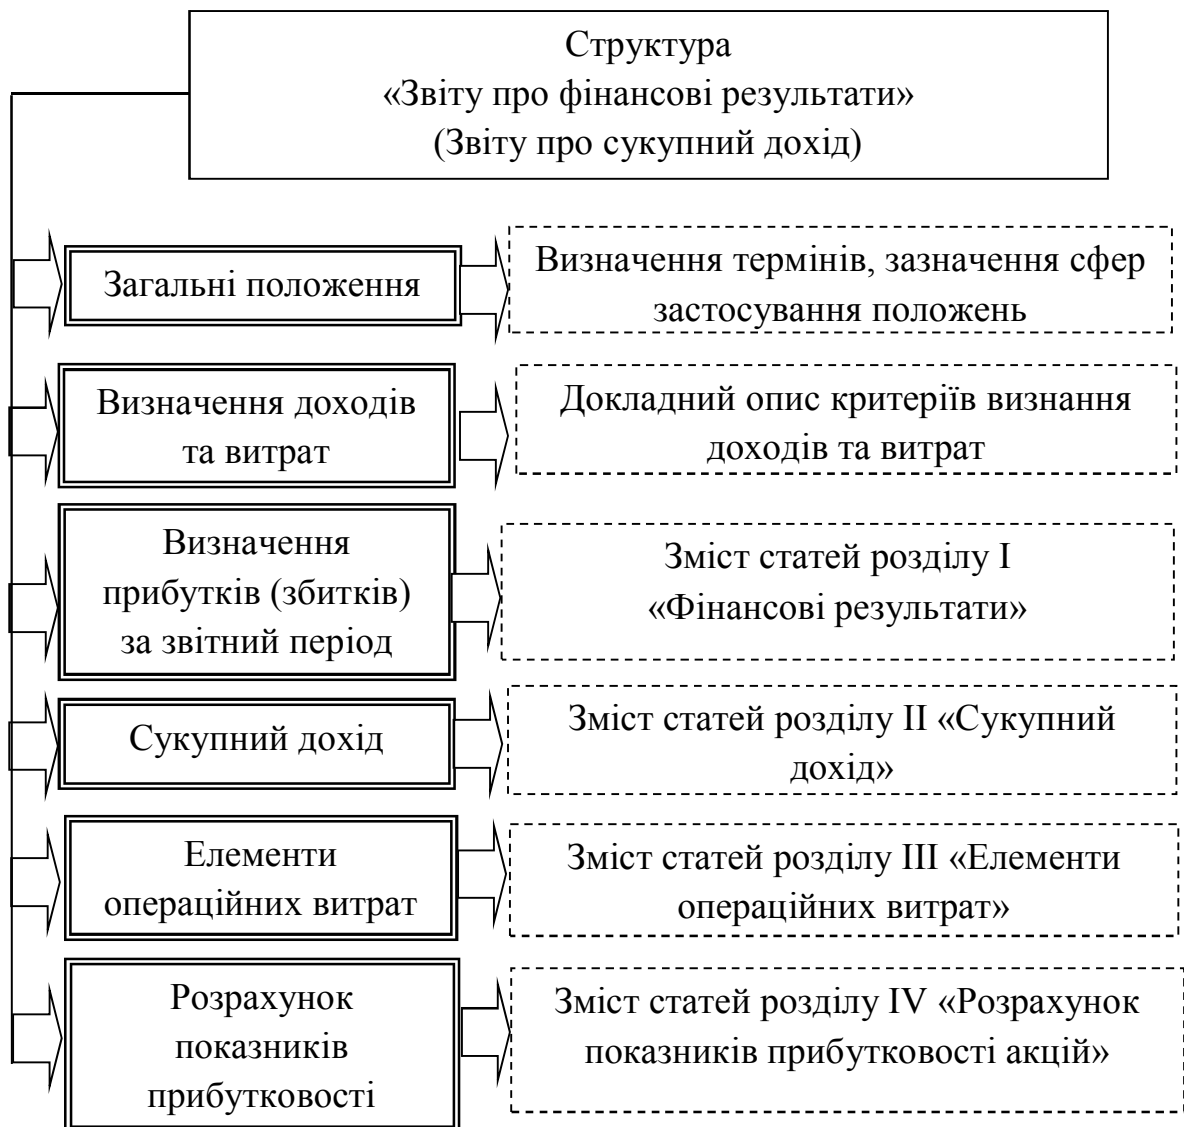 Структура
«Звіту про фінансові результати»
(Звіту про сукупний дохід)
Загальні положення
Визначення термінів, зазначення сфер
застосування положень
Визначення доходів
та витрат
Докладний опис критеріїв визнання
доходів та витрат
Визначення
прибутків (збитків)
за звітний період
Зміст статей розділу I
«Фінансові результати»
Сукупний дохід
Зміст статей розділу II «Сукупний
дохід»
Елементи
операційних витрат
Зміст статей розділу III «Елементи
операційних витрат»
Розрахунок
показників
прибутковості
Зміст статей розділу IV «Розрахунок
показників прибутковості акцій»